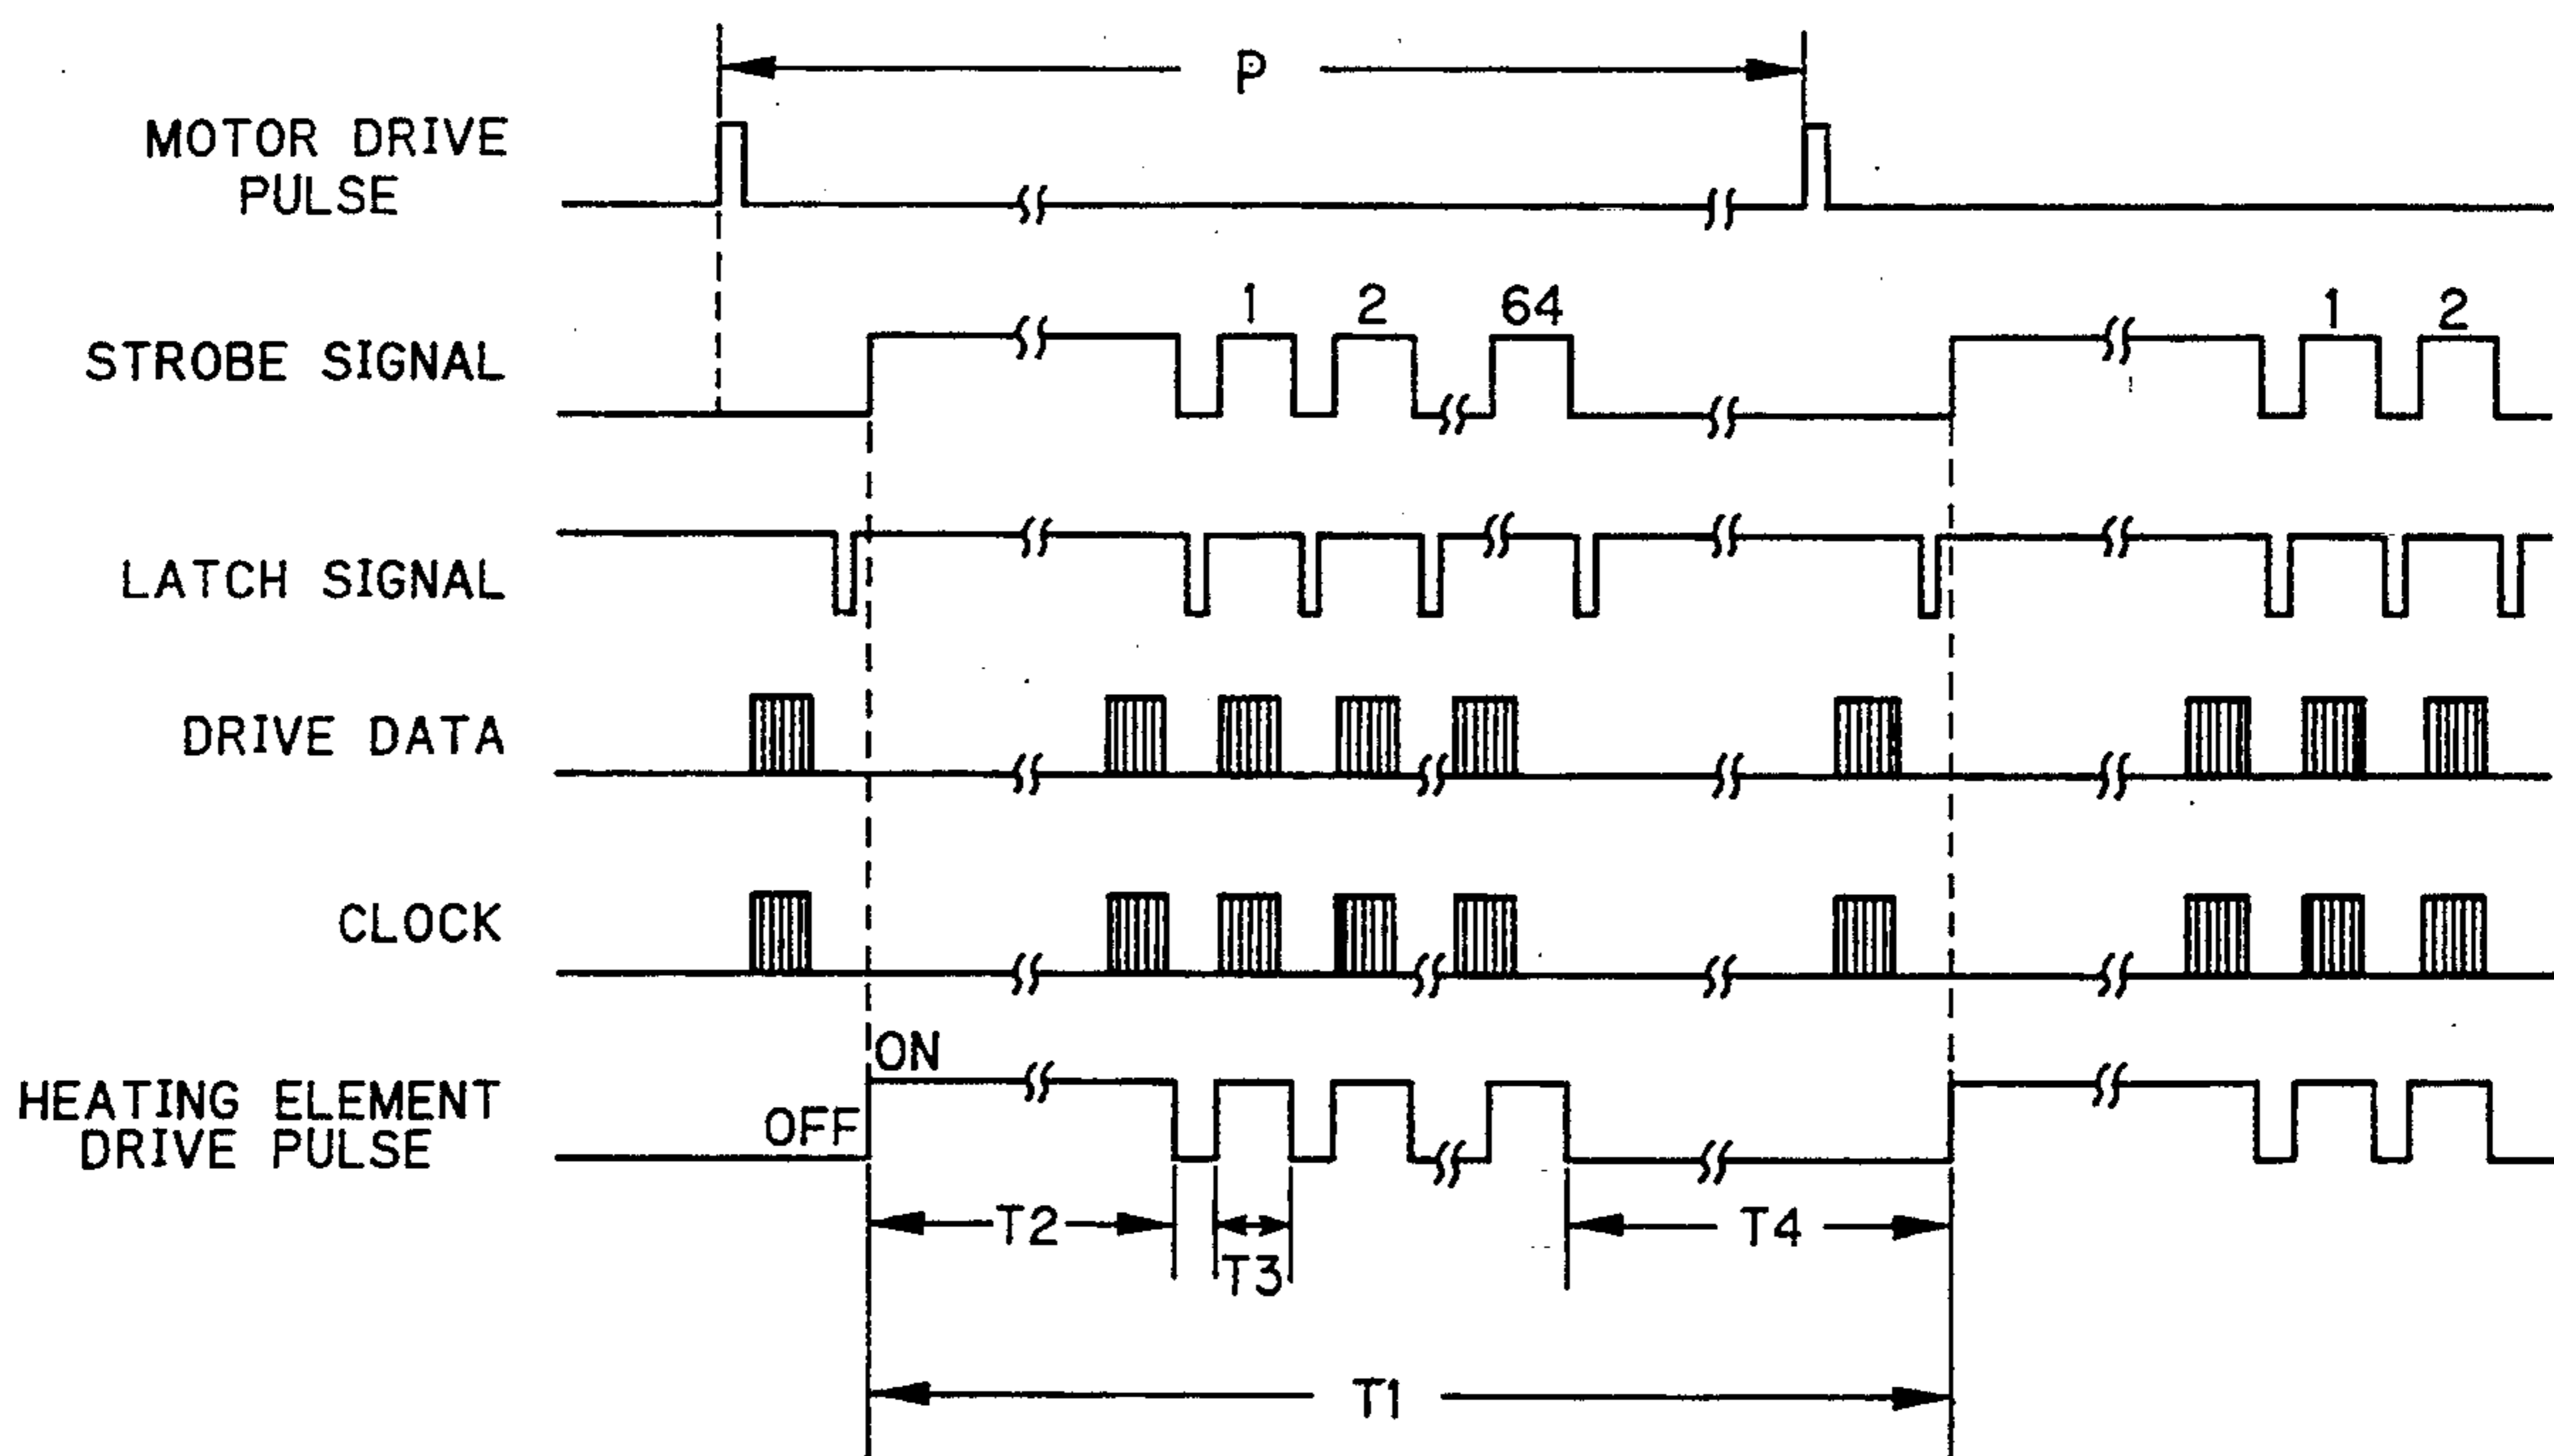 P
MOTOR DRIVE
PULSE
1 2 64 1 2
STROBE SIGNAL
LATCH SIGNAL
DRIVE DATA
CLOCK
ON
OFF
HEATING ELEMENT
DRIVE PULSE
T2 T4
T3
T1